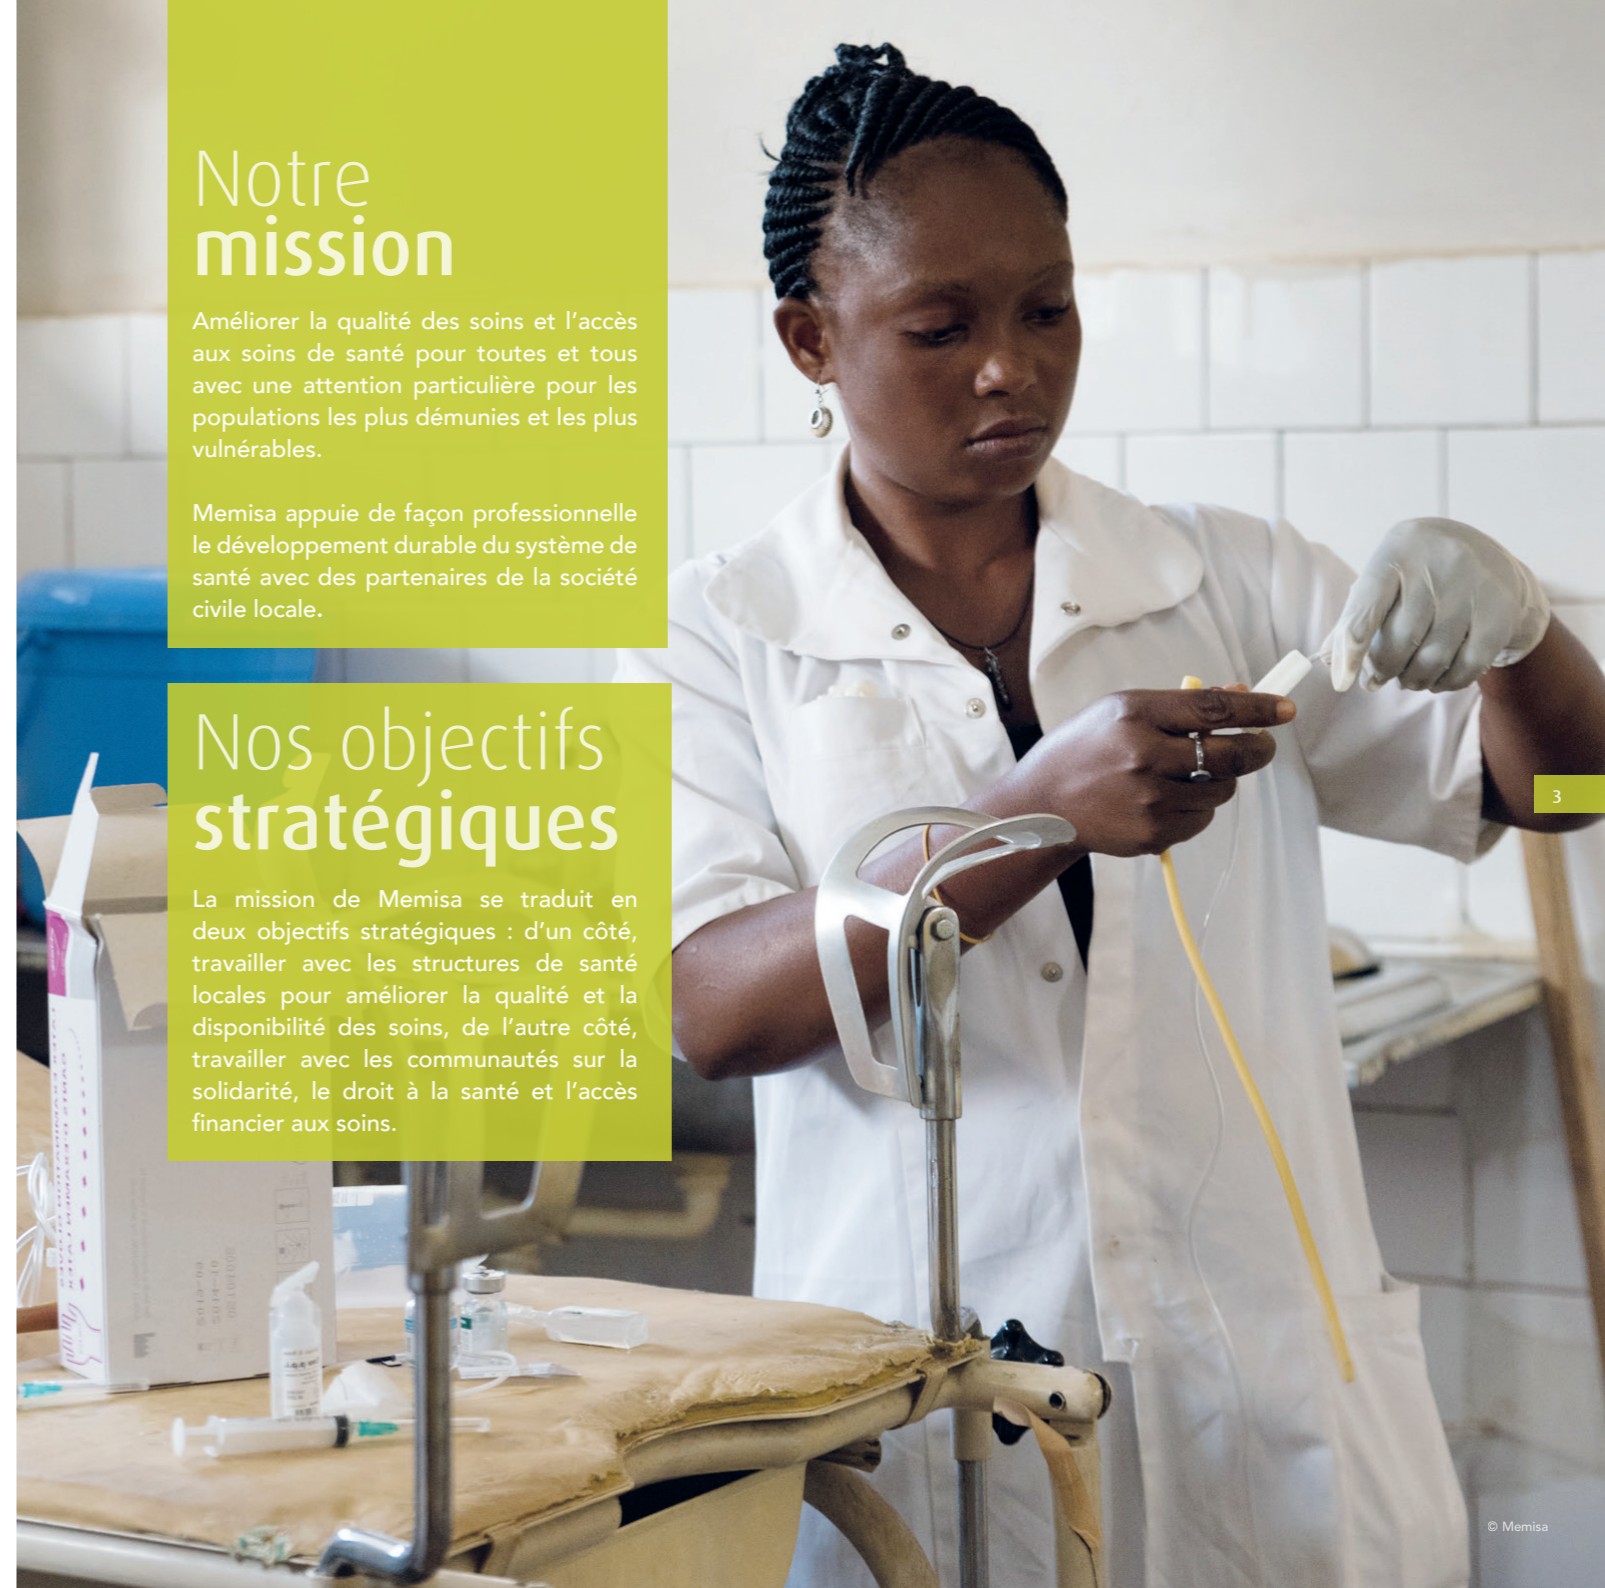 Notre
mission
Améliorer la qualité des soins et l’accès
aux soins de santé pour toutes et tous
avec une attention particulière pour les
populations les plus démunies et les plus
vulnérables.
Memisa appuie de façon professionnelle
le développement durable du système de
santé avec des partenaires de la société
civile locale.
Nos objectifs
stratégiques
La mission de Memisa se traduit en
deux objectifs stratégiques : d’un côté,
travailler avec les structures de santé
locales pour améliorer la qualité et la
disponibilité des soins, de l’autre côté,
travailler avec les communautés sur la
solidarité, le droit à la santé et l’accès
financier aux soins.
3
© Memisa